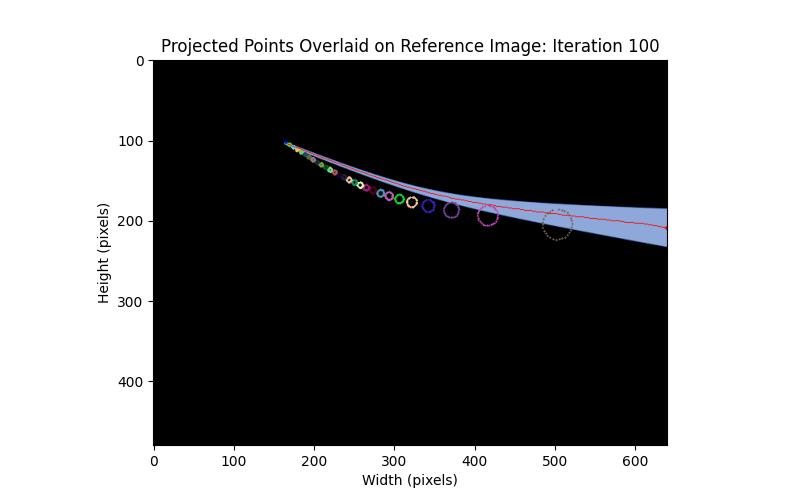 Projected Points Overlaid on Reference Image: Iteration 100
0
100
200
300
400
Height (pixels)
0 100 200 300 400 500 600
Width (pixels)